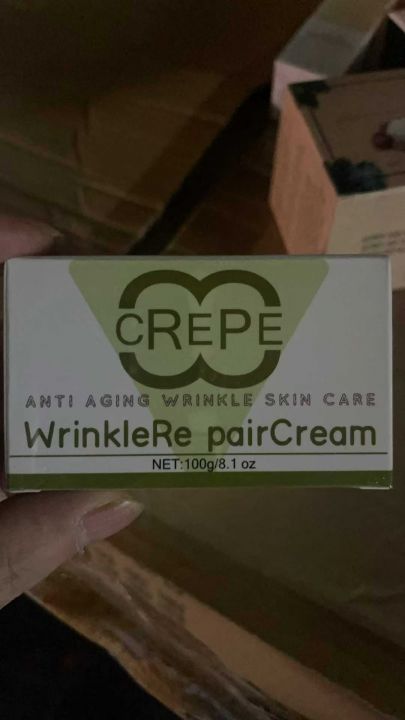 CREPE
ANTI AGING WRINKLE SKIN CARE
WrinkleRe pairCream
NET:100g/8.1 oz